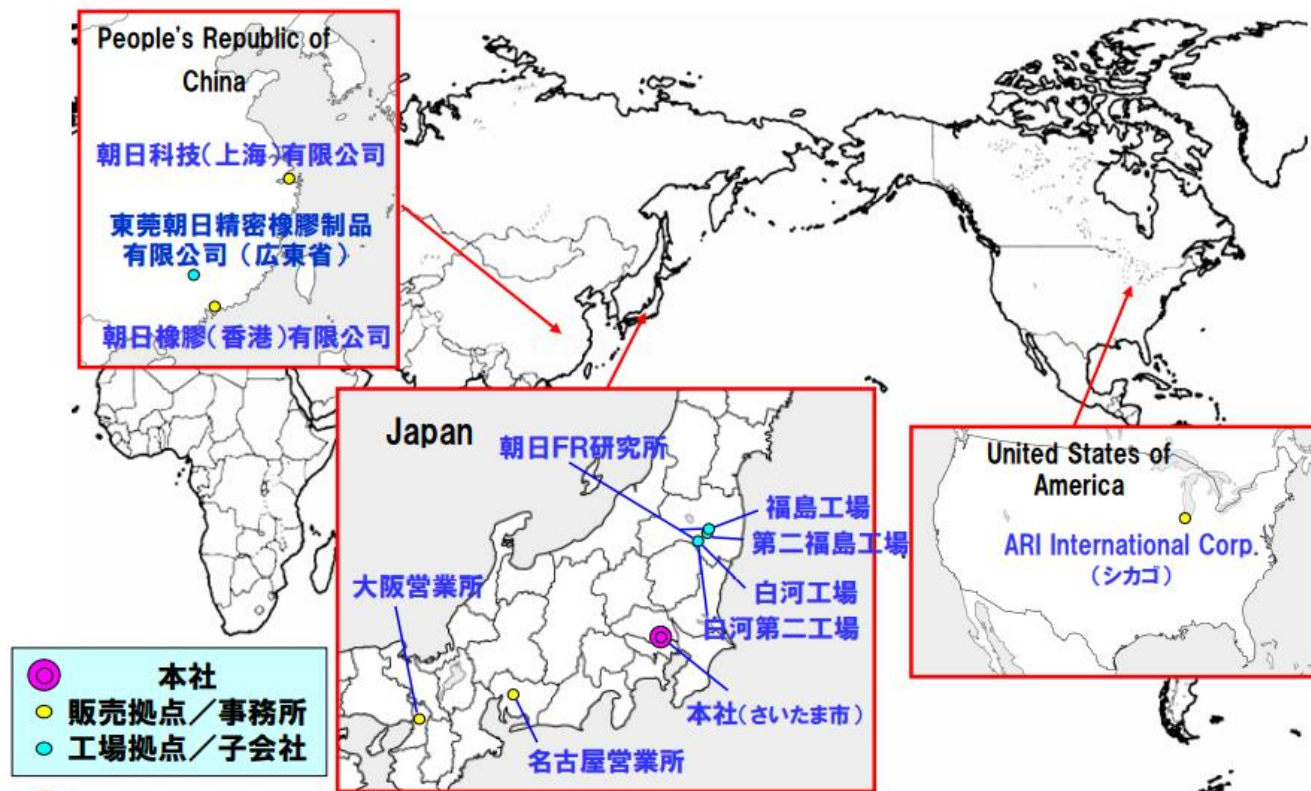 People's Republic of
China
朝日科技(上海)有限公司
東莞朝日精密橡膠制品
有限公司(広東省)
朝日橡膠(香港)有限公司
Japan
朝日FR研究所
福島工場
第二福島工場
白河工場
白河第二工場
大阪営業所
本社(さいたま市)
名古屋営業所
United States of
America
ARI International Corp.
(シカゴ)
本社
販売拠点/事務所
工場拠点/子会社